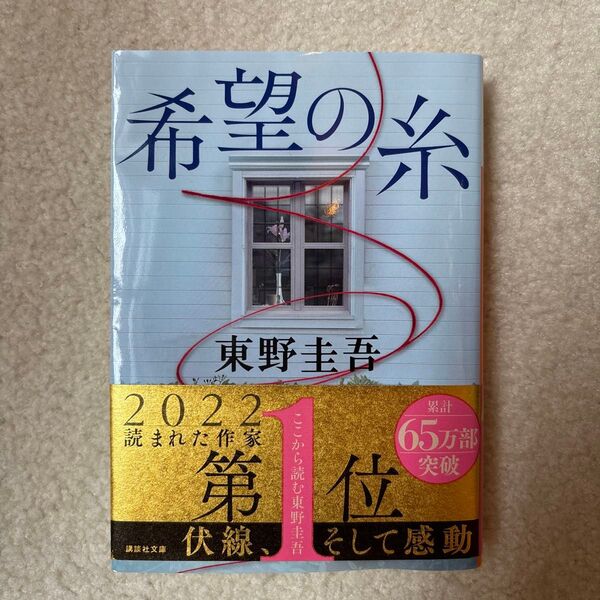 希望の糸
東野圭吾
2022
読まれた作家
第1位
ここから読む東野圭吾
累計
65万部
突破
伏線、そして感動
講談社文庫